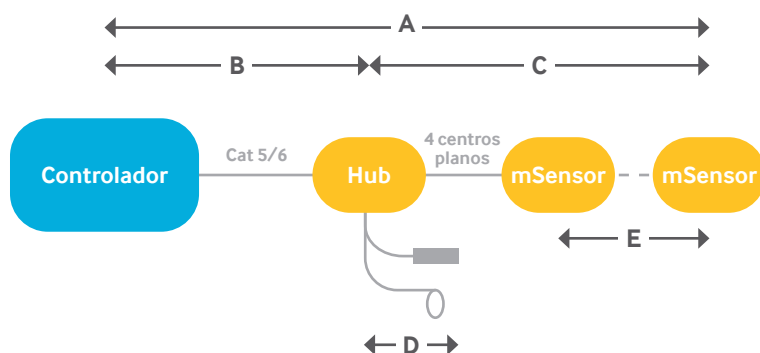 A
B
C
Controlador
Cat 5/6
Hub
4 centros
planos
mSensor
mSensor
E
D